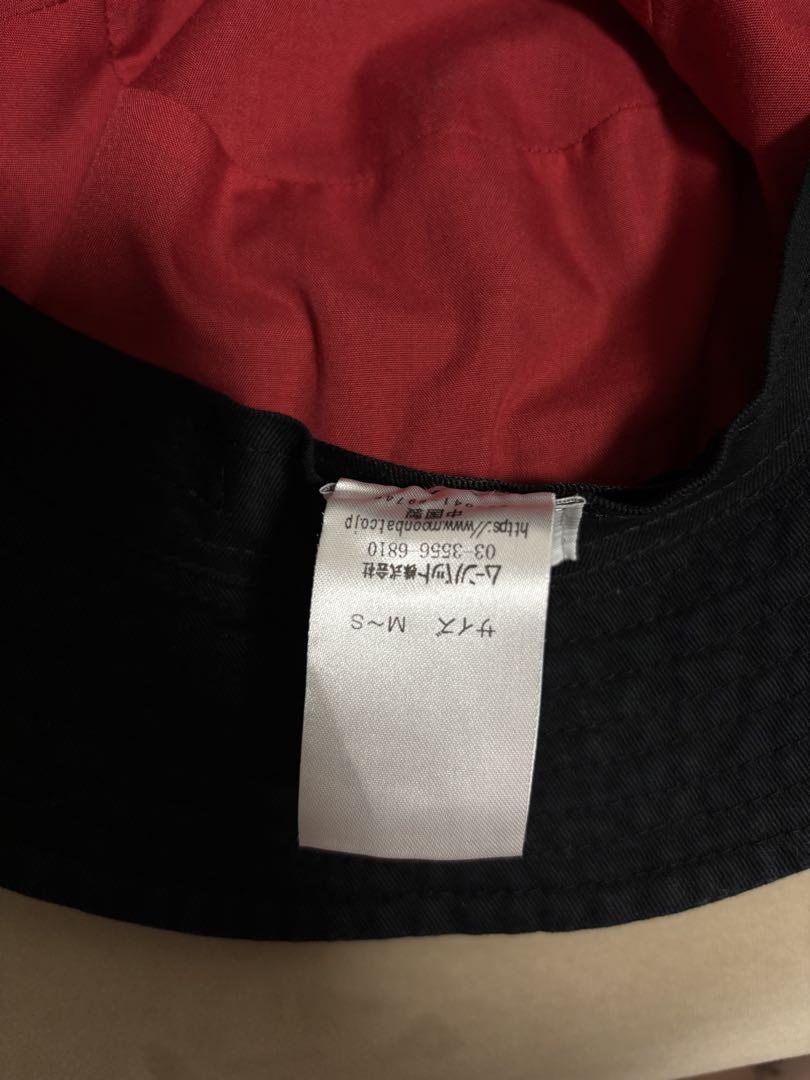 サイズ M~S
ムーンバット株式会社
03-3556-6810
https://www.moonbat.co.jp
中国製